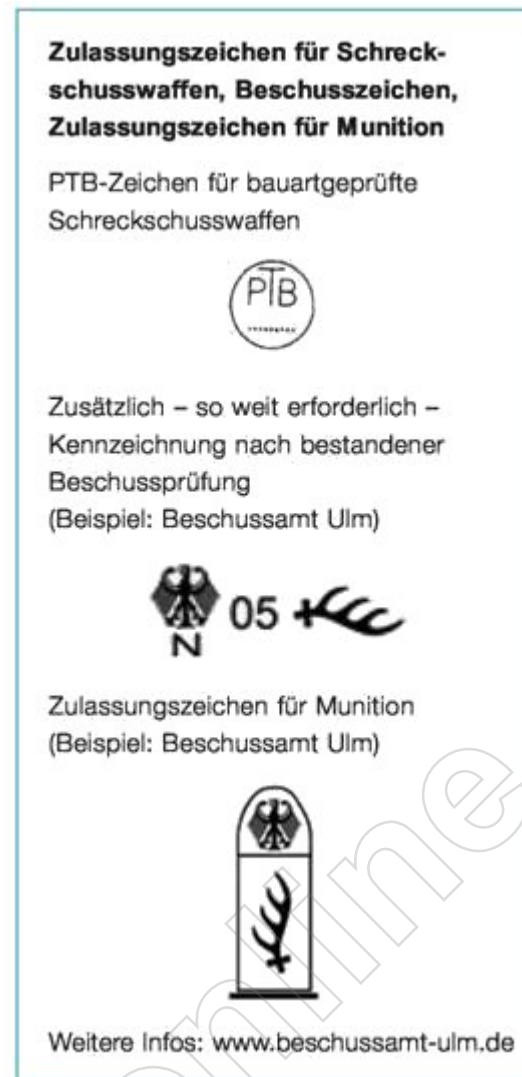 Zulassungszeichen für Schreck-
schusswaffen, Beschusszeichen,
Zulassungszeichen für Munition
PTB-Zeichen für bauartgeprüfte
Schreckschusswaffen
PTB
Zusätzlich – so weit erforderlich –
Kennzeichnung nach bestandener
Beschussprüfung
(Beispiel: Beschussamt Ulm)
05
N
Zulassungszeichen für Munition
(Beispiel: Beschussamt Ulm)
Weitere Infos: www.beschussamt-ulm.de
online